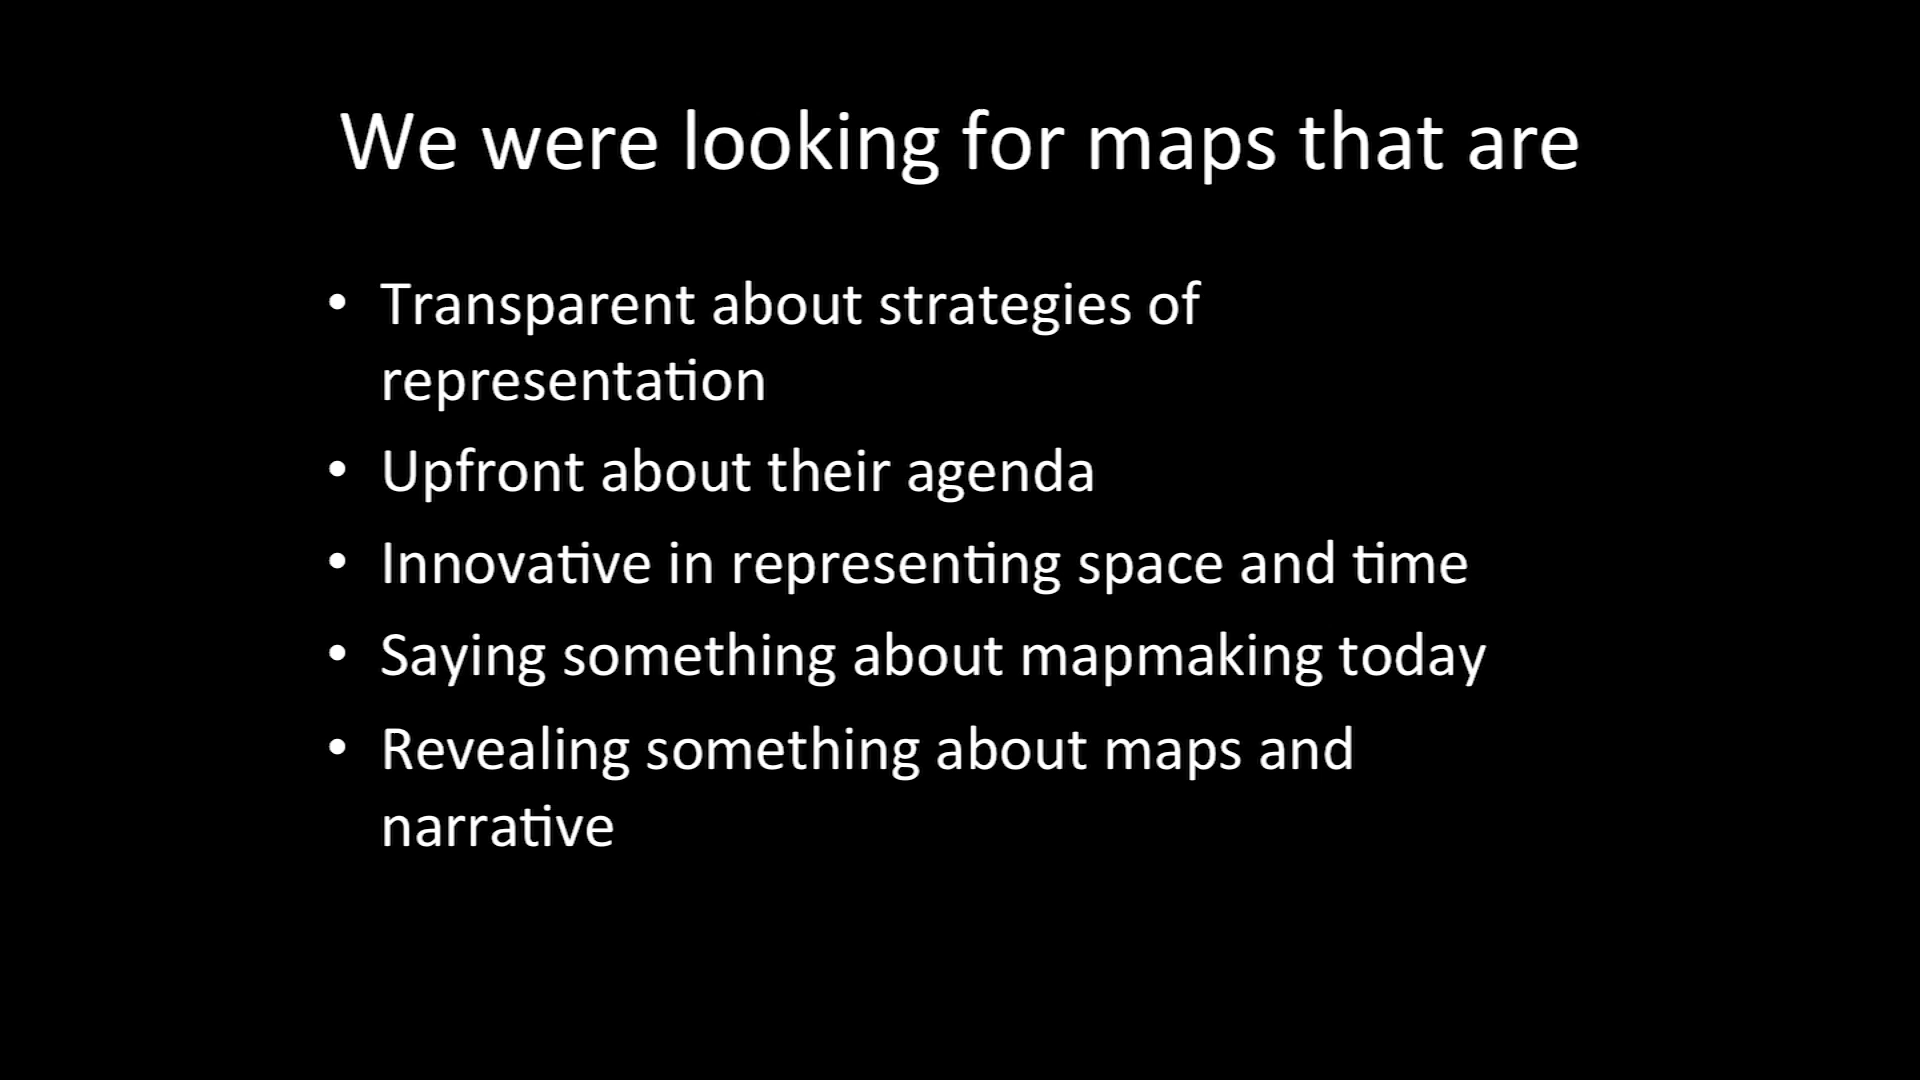 We were looking for maps that are
• Transparent about strategies of
representation
• Upfront about their agenda
• Innovative in representing space and time
• Saying something about mapmaking today
• Revealing something about maps and
narrative